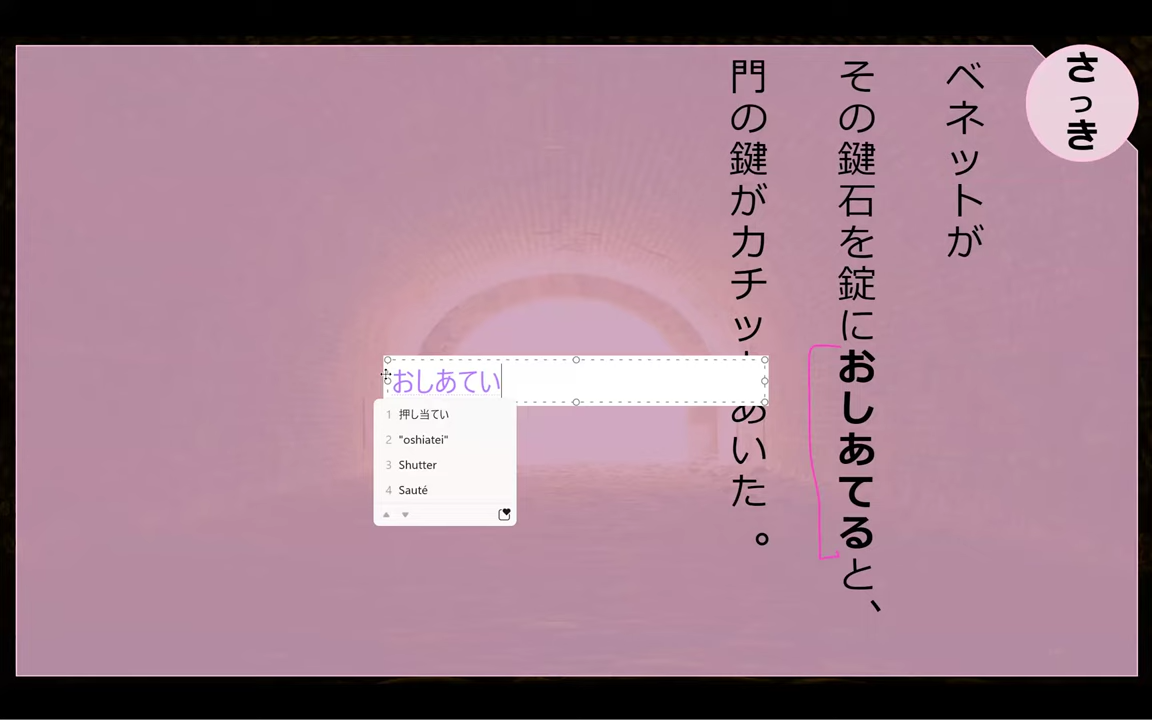 さっき
ベネットが
その鍵石を錠におしあてると、
門の鍵がカチッ
あいた。
おしあてい
1 押し当てい
2 "oshiatei"
3 Shutter
4 Sauté